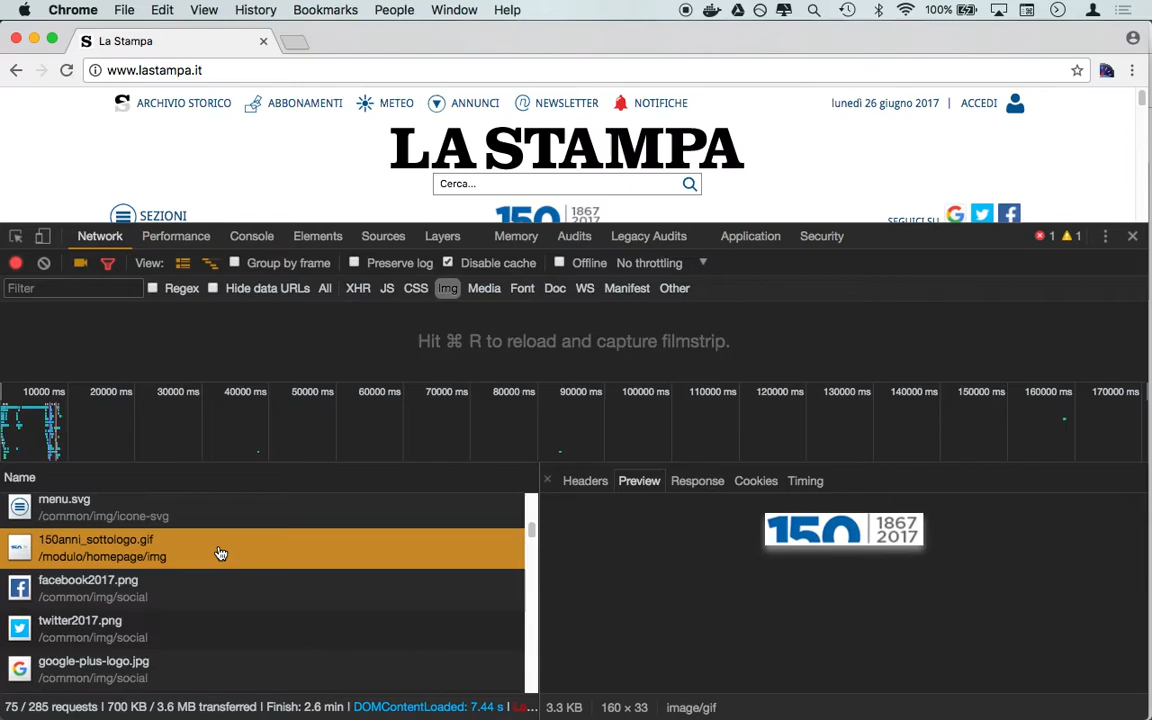 Chrome File Edit View History Bookmarks People Window Help 100%
La Stampa
www.lastampa.it
ARCHIVIO STORICO ABBONAMENTI METEO ANNUNCI NEWSLETTER NOTIFICHE lunedì 26 giugno 2017 | ACCEDI
LA STAMPA
Cerca...
SEZIONI 150 1867 2017 SEGUICI SU
Network Performance Console Elements Sources Layers Memory Audits Legacy Audits Application Security 1 1
View: Group by frame Preserve log Disable cache Offline No throttling
Filter Regex Hide data URLs All XHR JS CSS Img Media Font Doc WS Manifest Other
Hit ⌘ R to reload and capture filmstrip.
10000 ms 20000 ms 30000 ms 40000 ms 50000 ms 60000 ms 70000 ms 80000 ms 90000 ms 100000 ms 110000 ms 120000 ms 130000 ms 140000 ms 150000 ms 160000 ms 170000 ms
Name
Headers Preview Response Cookies Timing
menu.svg
/common/img/icone-svg
150anni_sottologo.gif
/modulo/homepage/img
facebook2017.png
/common/img/social
twitter2017.png
/common/img/social
google-plus-logo.jpg
/common/img/social
150 1867
2017
75 / 285 requests | 700 KB / 3.6 MB transferred | Finish: 2.6 min | DOMContentLoaded: 7.44 s | Lo...
3.3 KB 160 × 33 image/gif